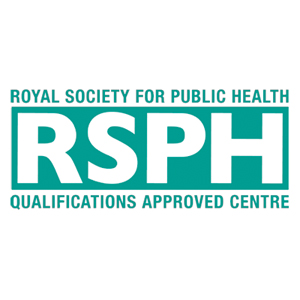 ROYAL SOCIETY FOR PUBLIC HEALTH
RSPH
QUALIFICATIONS APPROVED CENTRE